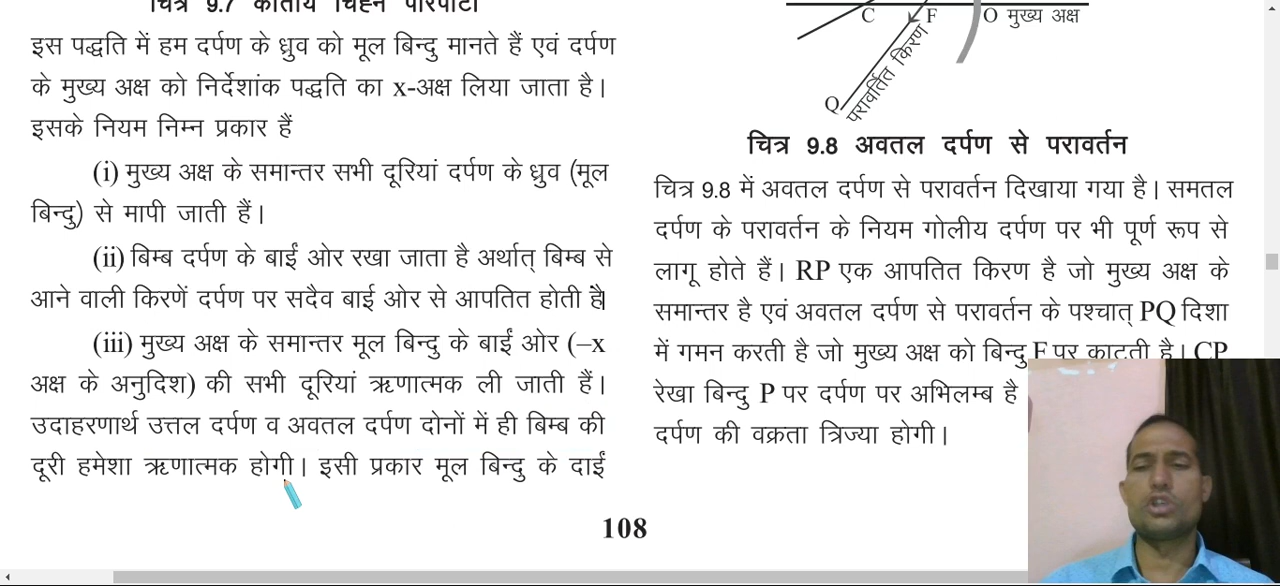 चित्र 9.7 कार्तीय चिह्न परिपाटी
इस पद्धति में हम दर्पण के ध्रुव को मूल बिन्दु मानते हैं एवं दर्पण
के मुख्य अक्ष को निर्देशांक पद्धति का x-अक्ष लिया जाता है।
इसके नियम निम्न प्रकार हैं
(i) मुख्य अक्ष के समान्तर सभी दूरियां दर्पण के ध्रुव (मूल
बिन्दु) से मापी जाती हैं।
(ii) बिम्ब दर्पण के बाईं ओर रखा जाता है अर्थात् बिम्ब से
आने वाली किरणें दर्पण पर सदैव बाई ओर से आपतित होती है।
(iii) मुख्य अक्ष के समान्तर मूल बिन्दु के बाईं ओर (–x
अक्ष के अनुदिश) की सभी दूरियां ऋणात्मक ली जाती हैं।
उदाहरणार्थ उत्तल दर्पण व अवतल दर्पण दोनों में ही बिम्ब की
दूरी हमेशा ऋणात्मक होगी। इसी प्रकार मूल बिन्दु के दाईं
C F O मुख्य अक्ष
Q परावर्तित किरण
चित्र 9.8 अवतल दर्पण से परावर्तन
चित्र 9.8 में अवतल दर्पण से परावर्तन दिखाया गया है। समतल
दर्पण के परावर्तन के नियम गोलीय दर्पण पर भी पूर्ण रूप से
लागू होते हैं। RP एक आपतित किरण है जो मुख्य अक्ष के
समान्तर है एवं अवतल दर्पण से परावर्तन के पश्चात् PQ दिशा
में गमन करती है जो मुख्य अक्ष को बिन्दु F पर काटती है। CP
रेखा बिन्दु P पर दर्पण पर अभिलम्ब है
दर्पण की वक्रता त्रिज्या होगी।
108